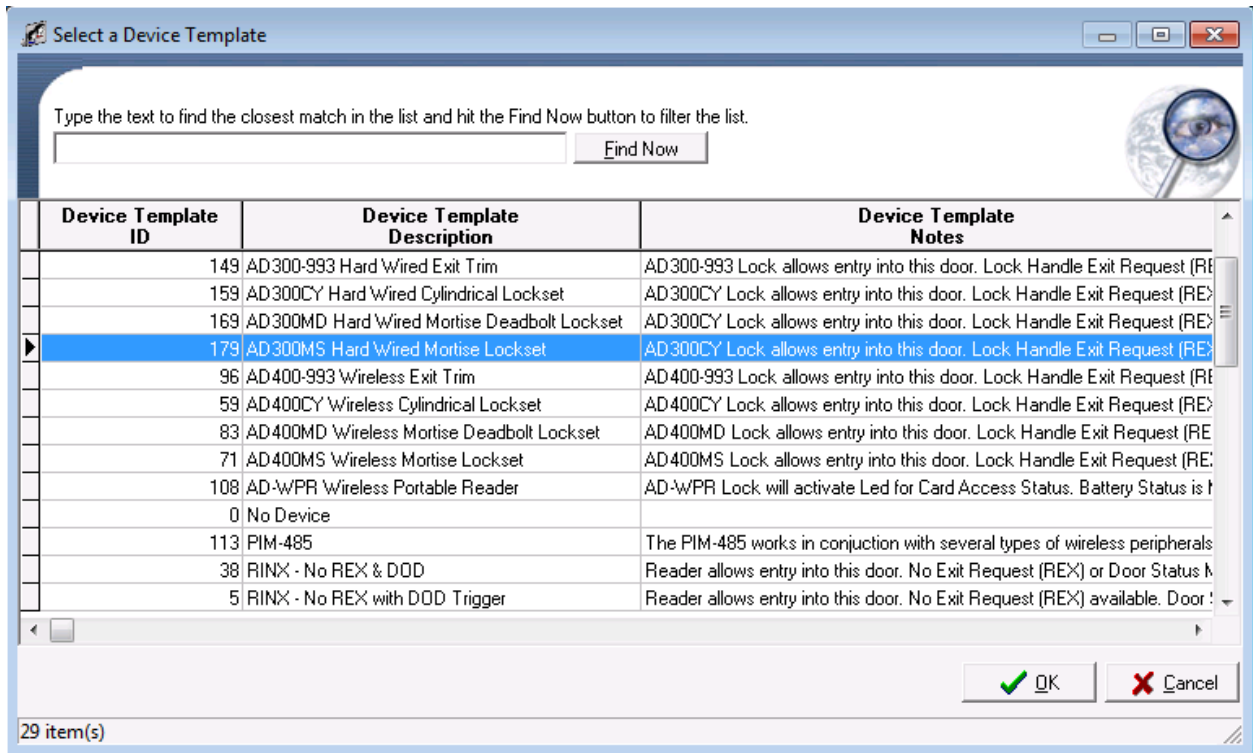 Select a Device Template
Type the text to find the closest match in the list and hit the Find Now button to filter the list.
Find Now
Device Template ID Device Template Description Device Template Notes
149 AD300-993 Hard Wired Exit Trim AD300-993 Lock allows entry into this door. Lock Handle Exit Request (RE
159 AD300CY Hard Wired Cylindrical Lockset AD300CY Lock allows entry into this door. Lock Handle Exit Request (REX
169 AD300MD Hard Wired Mortise Deadbolt Lockset AD300CY Lock allows entry into this door. Lock Handle Exit Request (REX
179 AD300MS Hard Wired Mortise Lockset AD300CY Lock allows entry into this door. Lock Handle Exit Request (REX
96 AD400-993 Wireless Exit Trim AD400-993 Lock allows entry into this door. Lock Handle Exit Request (RE
59 AD400CY Wireless Cylindrical Lockset AD400CY Lock allows entry into this door. Lock Handle Exit Request (REX
83 AD400MD Wireless Mortise Deadbolt Lockset AD400MD Lock allows entry into this door. Lock Handle Exit Request (RE
71 AD400MS Wireless Mortise Lockset AD400MS Lock allows entry into this door. Lock Handle Exit Request (RE
108 AD-WPR Wireless Portable Reader AD-WPR Lock will activate Led for Card Access Status. Battery Status is
0 No Device
113 PIM-485 The PIM-485 works in conjuction with several types of wireless peripherals
38 RINX - No REX & DOD Reader allows entry into this door. No Exit Request (REX) or Door Status
5 RINX - No REX with DOD Trigger Reader allows entry into this door. No Exit Request (REX) available. Door
OK Cancel
29 item(s)